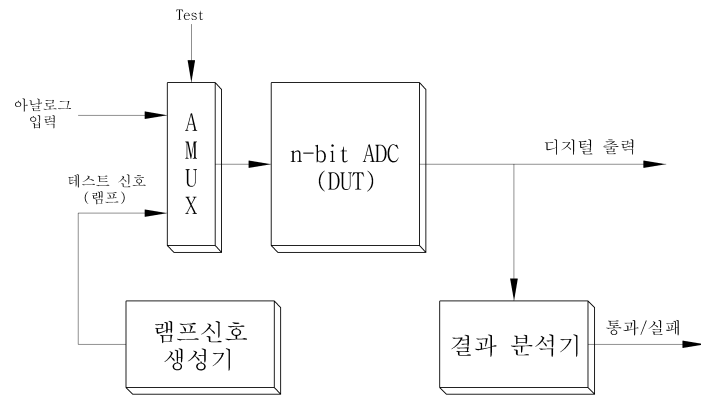 Test
아날로그
입력
A
M
U
X
n-bit ADC
(DUT)
디지털 출력
테스트 신호
(램프)
램프신호
생성기
결과 분석기
통과/실패